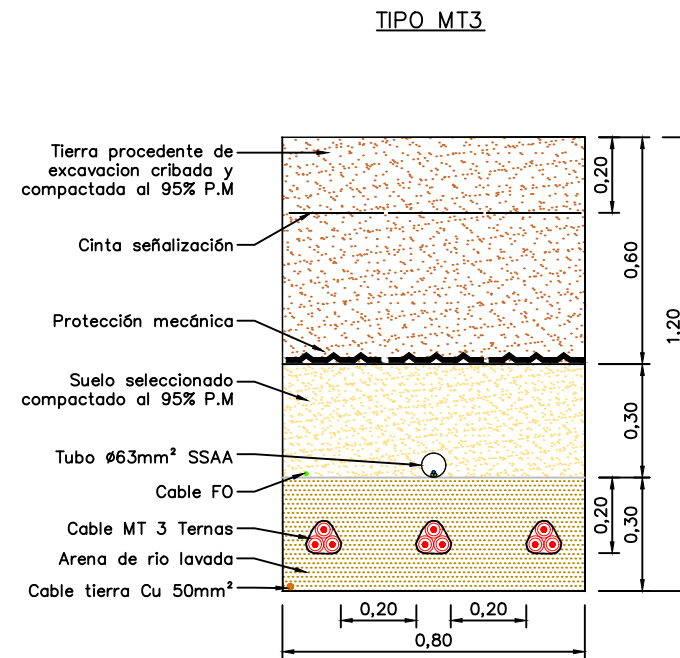 TIPO MT3
Tierra procedente de
excavacion cribada y
compactada al 95% P.M
Cinta señalización
Protección mecánica
Suelo seleccionado
compactado al 95% P.M
Tubo Ø63mm² SSAA
Cable FO
Cable MT 3 Ternas
Arena de rio lavada
Cable tierra Cu 50mm²
0,20
0,60
1.20
0,30
0,20
0,30
0,20
0,20
0,80